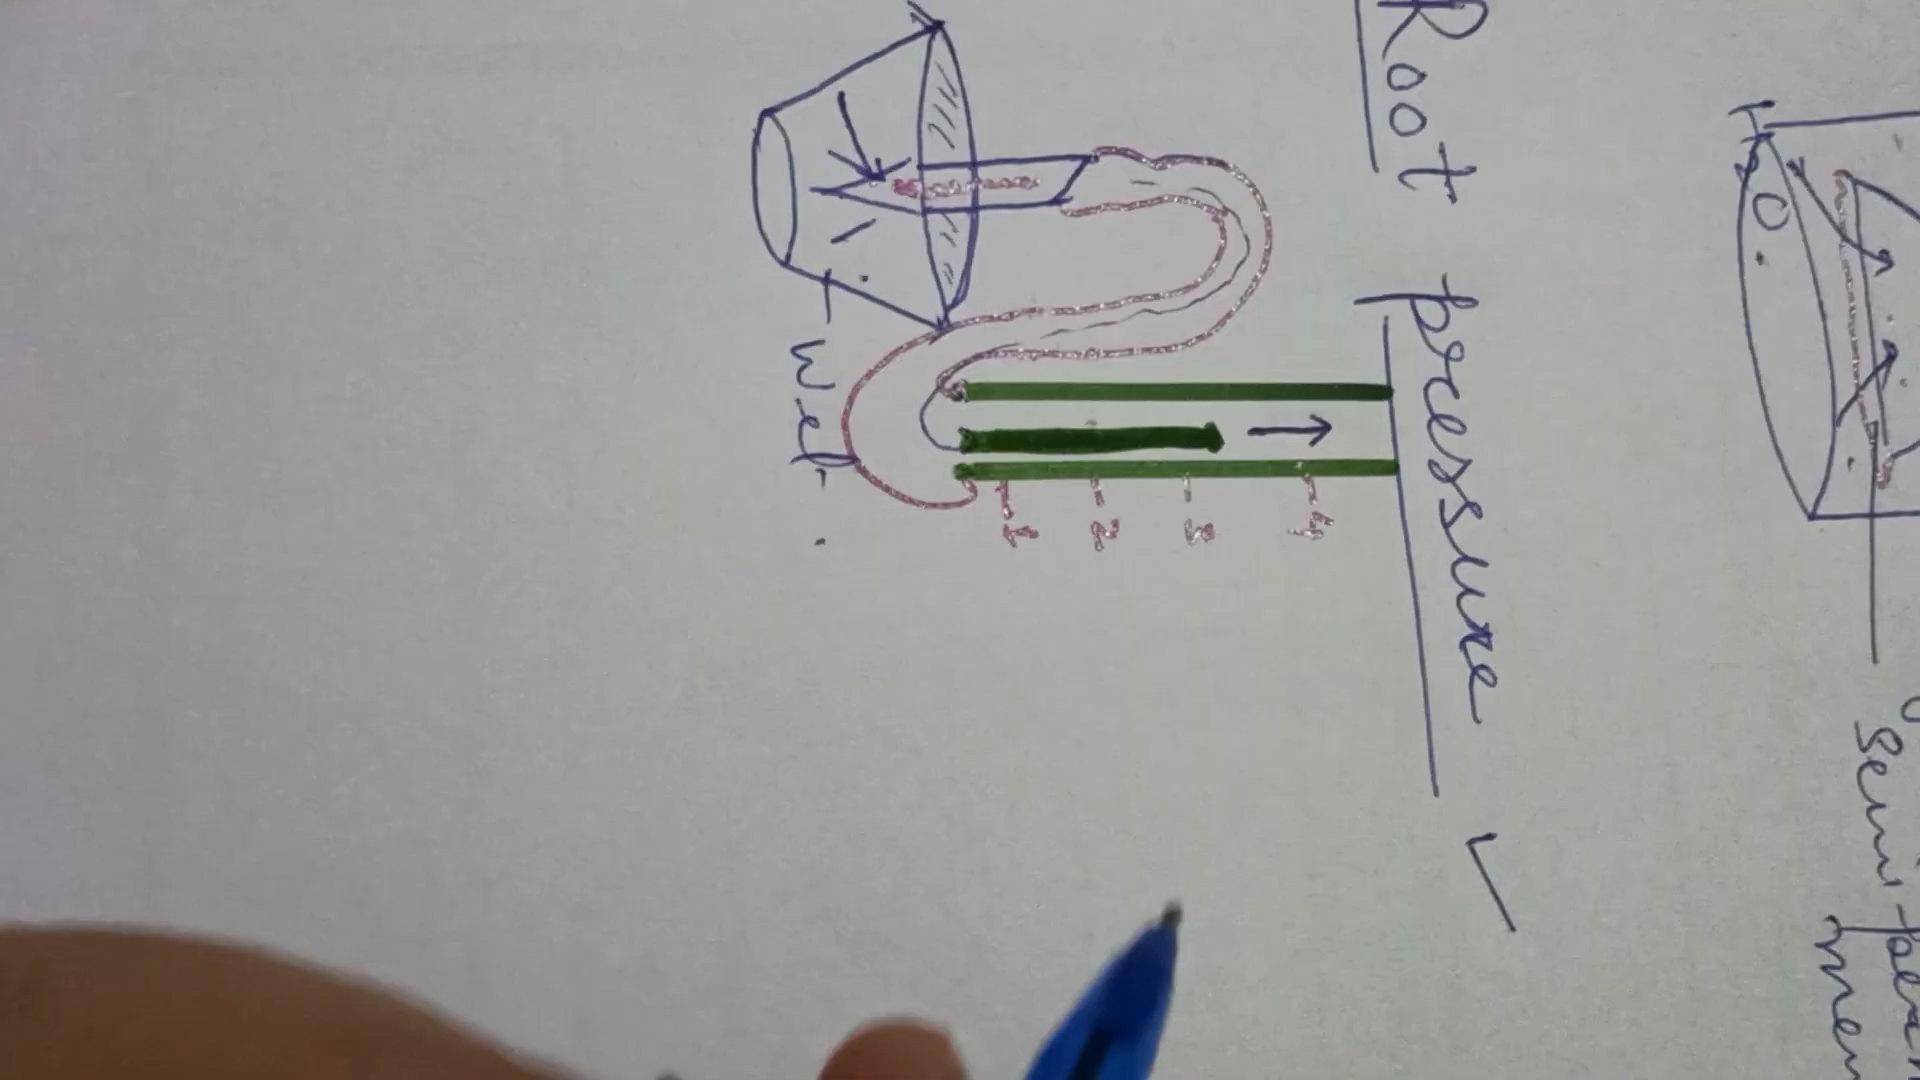 Root pressure
H₂O
Semi-
Wet
1
2
3
4